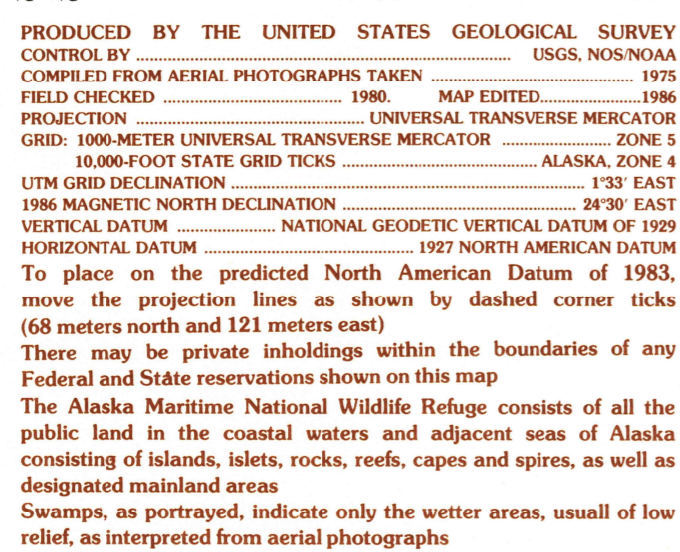 PRODUCED BY THE UNITED STATES GEOLOGICAL SURVEY
CONTROL BY ........................................................................... USGS, NOS/NOAA
COMPILED FROM AERIAL PHOTOGRAPHS TAKEN ........................................ 1975
FIELD CHECKED .................................... 1980. MAP EDITED....................1986
PROJECTION .............................................. UNIVERSAL TRANSVERSE MERCATOR
GRID: 1000-METER UNIVERSAL TRANSVERSE MERCATOR ...................... ZONE 5
10,000-FOOT STATE GRID TICKS ........................................ ALASKA, ZONE 4
UTM GRID DECLINATION ........................................................................ 1°33′ EAST
1986 MAGNETIC NORTH DECLINATION ................................................ 24°30′ EAST
VERTICAL DATUM .................... NATIONAL GEODETIC VERTICAL DATUM OF 1929
HORIZONTAL DATUM .......................................... 1927 NORTH AMERICAN DATUM
To place on the predicted North American Datum of 1983,
move the projection lines as shown by dashed corner ticks
(68 meters north and 121 meters east)
There may be private inholdings within the boundaries of any
Federal and State reservations shown on this map
The Alaska Maritime National Wildlife Refuge consists of all the
public land in the coastal waters and adjacent seas of Alaska
consisting of islands, islets, rocks, reefs, capes and spires, as well as
designated mainland areas
Swamps, as portrayed, indicate only the wetter areas, usuall of low
relief, as interpreted from aerial photographs